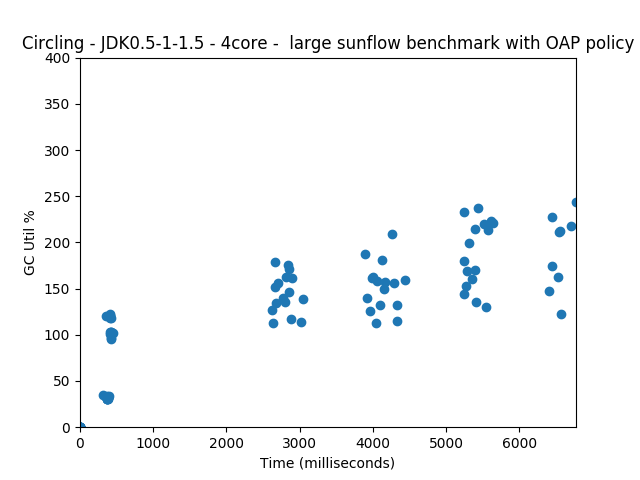 Circling - JDK0.5-1-1.5 - 4core -  large sunflow benchmark with OAP policy
400
350
300
250
200
150
100
50
0
GC Util %
0 1000 2000 3000 4000 5000 6000
Time (milliseconds)